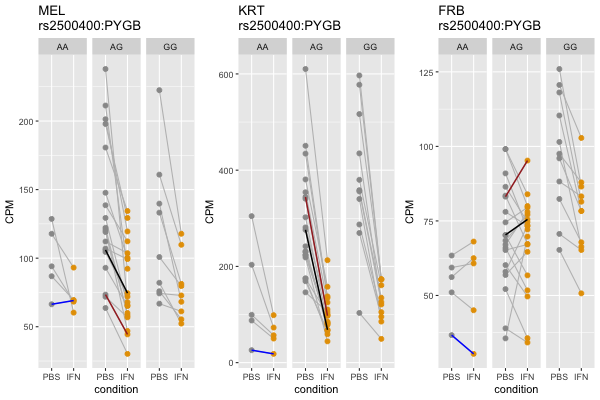 MEL
rs2500400:PYGB
AA AG GG
CPM
200
150
100
50
PBS IFN PBS IFN PBS IFN
condition
KRT
rs2500400:PYGB
AA AG GG
CPM
600
400
200
0
PBS IFN PBS IFN PBS IFN
condition
FRB
rs2500400:PYGB
AA AG GG
CPM
125
100
75
50
PBS IFN PBS IFN PBS IFN
condition